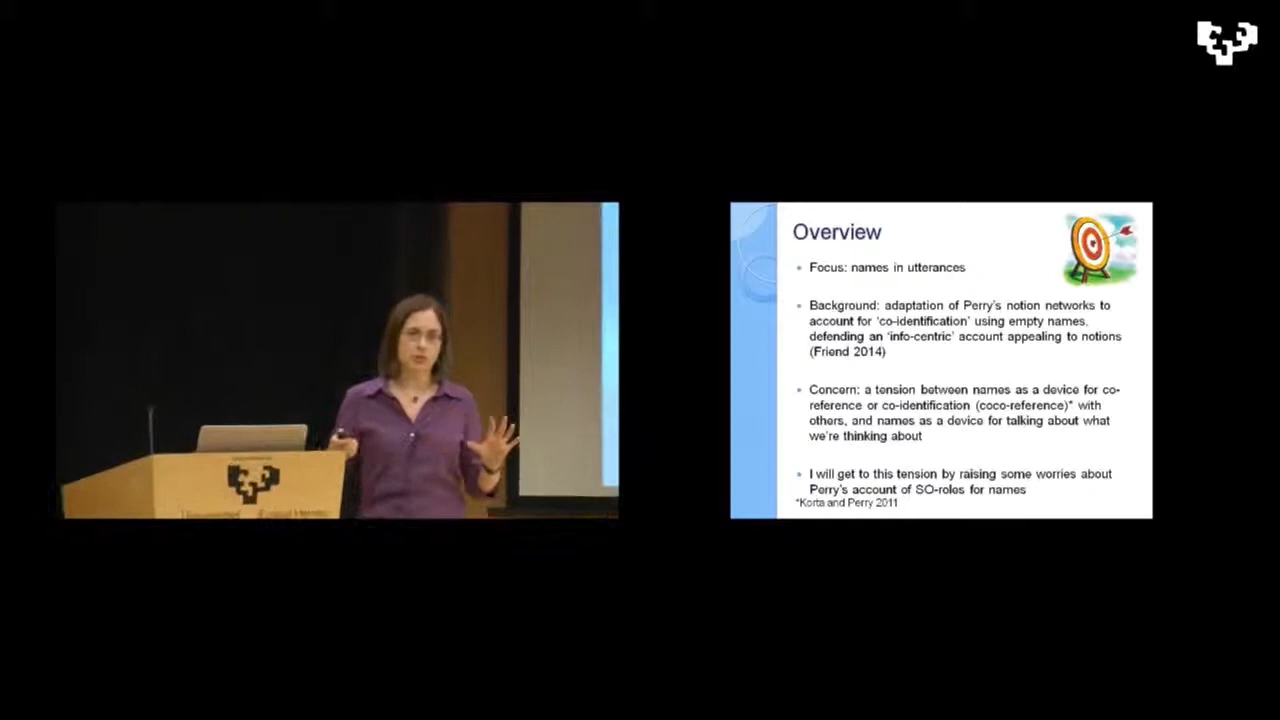 Overview
• Focus: names in utterances
• Background: adaptation of Perry's notion networks to
account for 'co-identification' using empty names,
defending an 'info-centric' account appealing to notions
(Friend 2014)
• Concern: a tension between names as a device for co-
reference or co-identification (coco-reference)* with
others, and names as a device for talking about what
we're thinking about
• I will get to this tension by raising some worries about
Perry's account of SO-roles for names
*Korta and Perry 2011